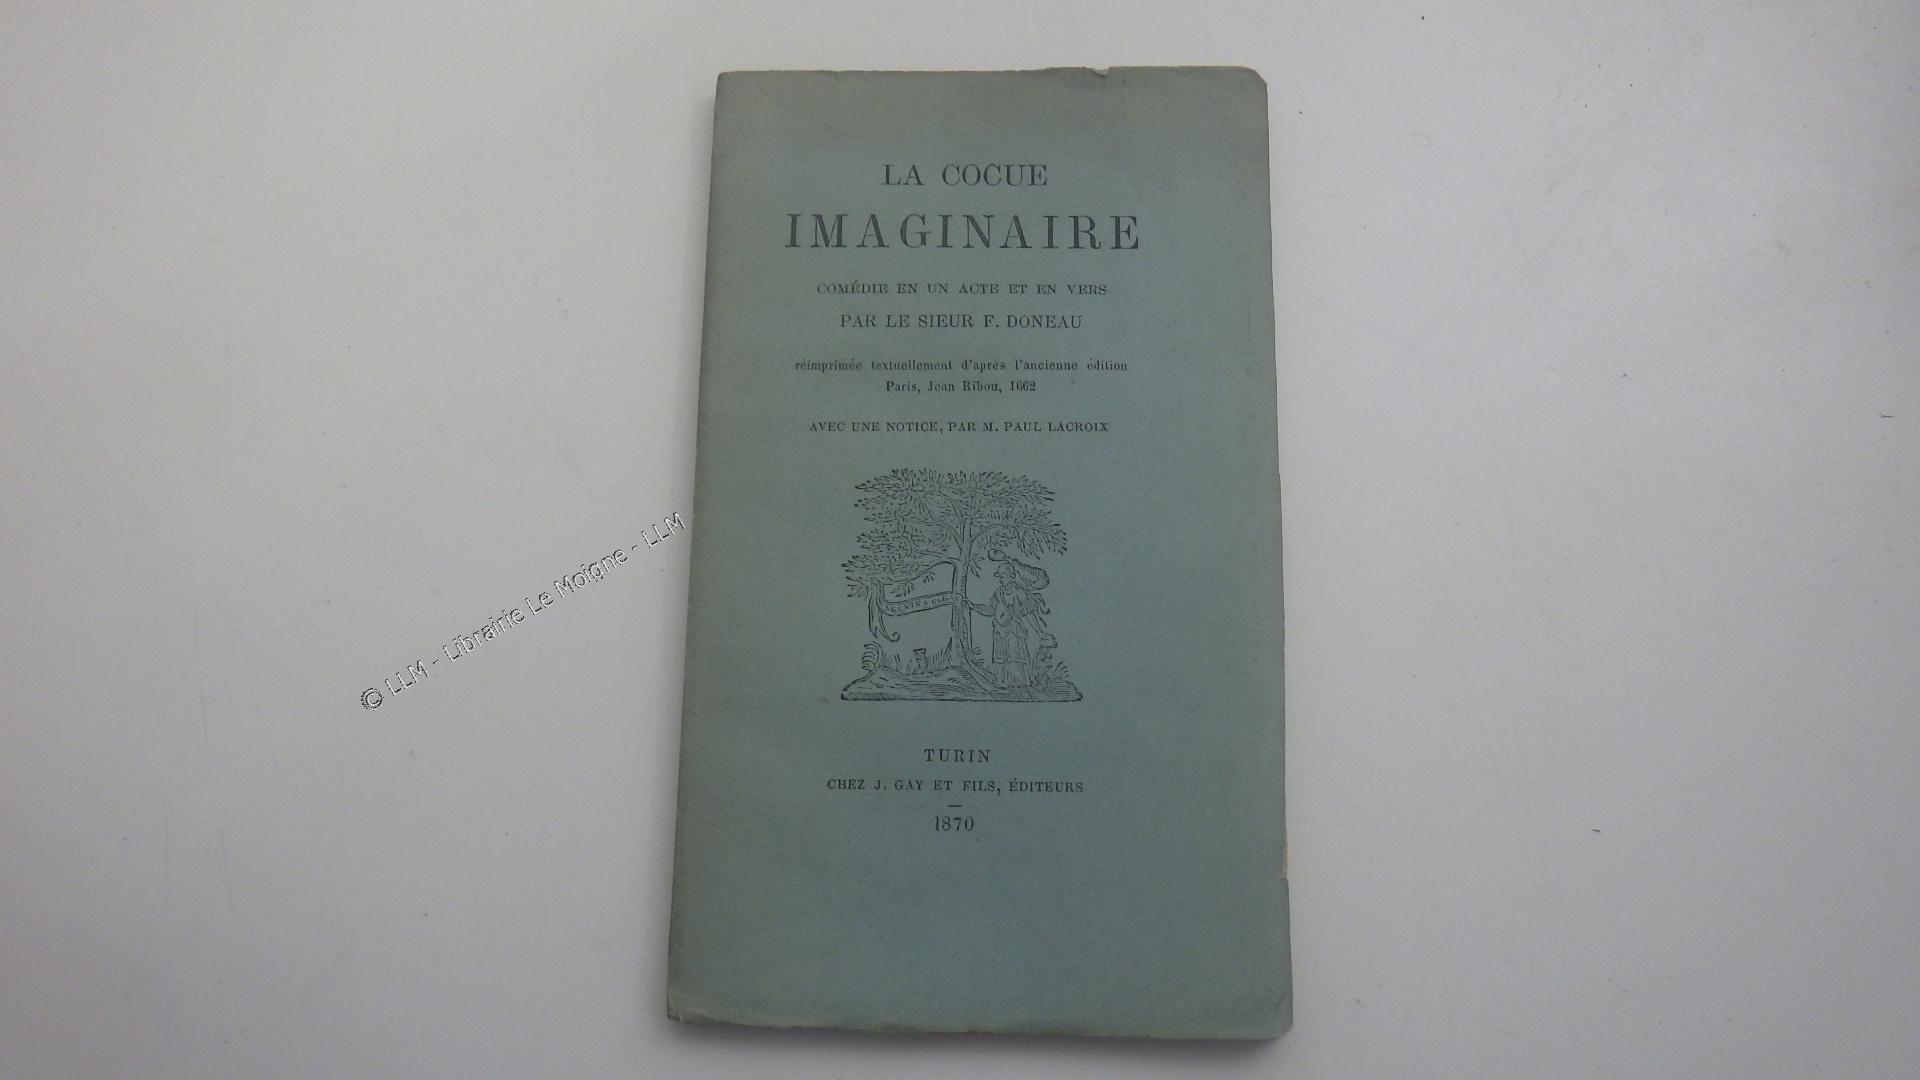 LA COCUE
IMAGINAIRE
COMÉDIE EN UN ACTE ET EN VERS
PAR LE SIEUR F. DONEAU
réimprimée textuellement d'après l'ancienne édition
Paris, Jean Ribou, 1662
AVEC UNE NOTICE, PAR M. PAUL LACROIX
TURIN
CHEZ J. GAY ET FILS, ÉDITEURS
1870
© LLM - Librairie Le Moigne - LLM